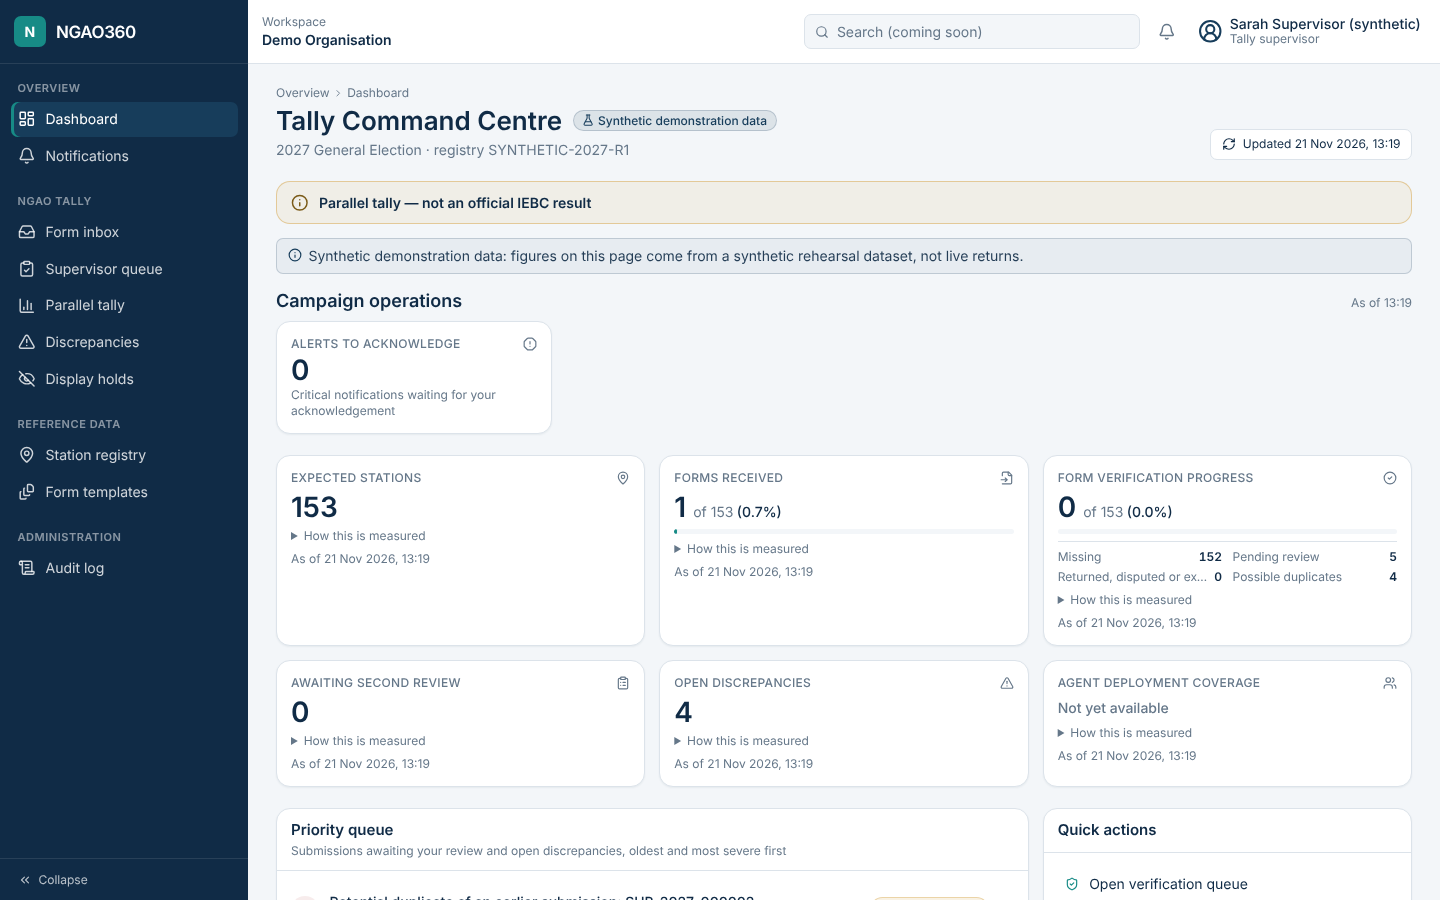 N NGAO360
Workspace
Demo Organisation
Search (coming soon)
Sarah Supervisor (synthetic)
Tally supervisor
OVERVIEW
Dashboard
Notifications
NGAO TALLY
Form inbox
Supervisor queue
Parallel tally
Discrepancies
Display holds
REFERENCE DATA
Station registry
Form templates
ADMINISTRATION
Audit log
Collapse
Overview > Dashboard
Tally Command Centre
Synthetic demonstration data
2027 General Election · registry SYNTHETIC-2027-R1
Updated 21 Nov 2026, 13:19
Parallel tally — not an official IEBC result
Synthetic demonstration data: figures on this page come from a synthetic rehearsal dataset, not live returns.
Campaign operations
As of 13:19
ALERTS TO ACKNOWLEDGE
0
Critical notifications waiting for your
acknowledgement
EXPECTED STATIONS
153
How this is measured
As of 21 Nov 2026, 13:19
FORMS RECEIVED
1 of 153 (0.7%)
How this is measured
As of 21 Nov 2026, 13:19
FORM VERIFICATION PROGRESS
0 of 153 (0.0%)
Missing 152 Pending review 5
Returned, disputed or ex... 0 Possible duplicates 4
How this is measured
As of 21 Nov 2026, 13:19
AWAITING SECOND REVIEW
0
How this is measured
As of 21 Nov 2026, 13:19
OPEN DISCREPANCIES
4
How this is measured
As of 21 Nov 2026, 13:19
AGENT DEPLOYMENT COVERAGE
Not yet available
How this is measured
As of 21 Nov 2026, 13:19
Priority queue
Submissions awaiting your review and open discrepancies, oldest and most severe first
Potential duplicate of an earlier submission:
Quick actions
Open verification queue